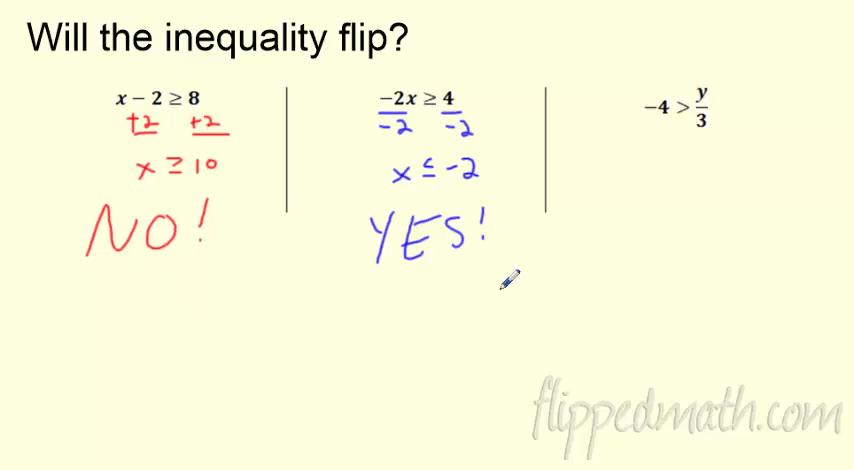 Will the inequality flip?
x − 2 ≥ 8
+2 +2
x ≥ 10
NO!
−2x ≥ 4
−2 −2
x ≤ −2
YES!
−4 > y/3
flippedmath.com